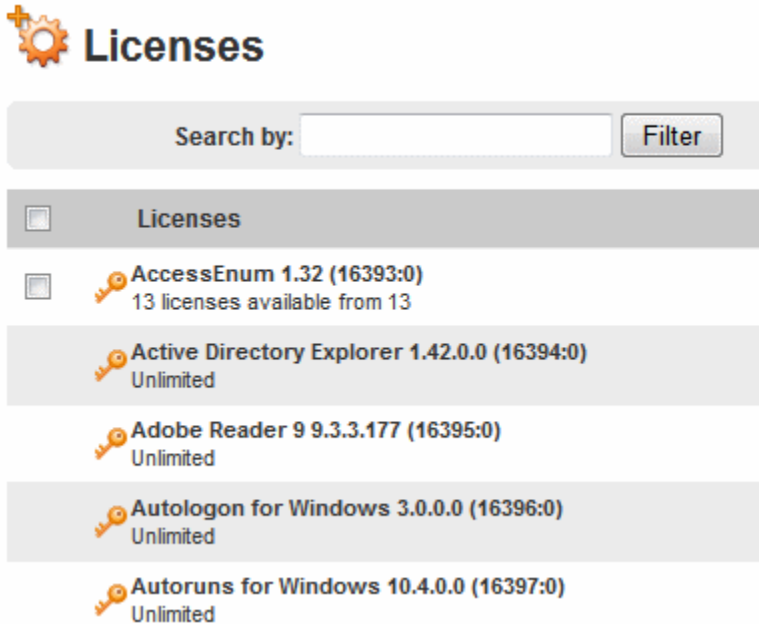 Licenses
Search by: Filter
Licenses
AccessEnum 1.32 (16393:0)
13 licenses available from 13
Active Directory Explorer 1.42.0.0 (16394:0)
Unlimited
Adobe Reader 9 9.3.3.177 (16395:0)
Unlimited
Autologon for Windows 3.0.0.0 (16396:0)
Unlimited
Autoruns for Windows 10.4.0.0 (16397:0)
Unlimited